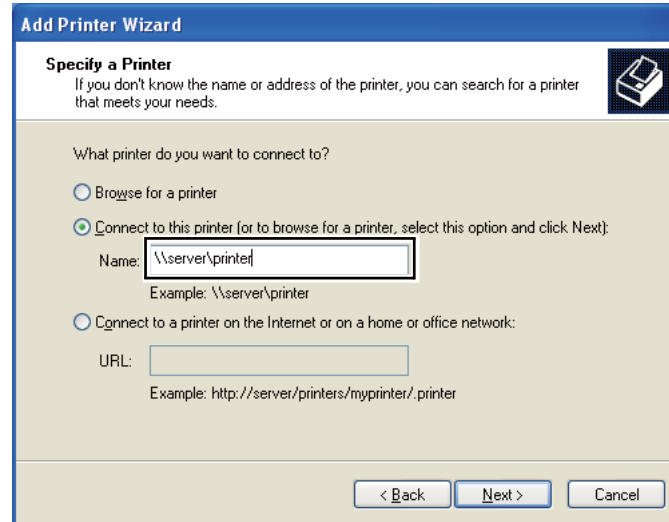 Add Printer Wizard
Specify a Printer
If you don't know the name or address of the printer, you can search for a printer
that meets your needs.
What printer do you want to connect to?
Browse for a printer
Connect to this printer (or to browse for a printer, select this option and click Next):
Name: \\server\printer
Example: \\server\printer
Connect to a printer on the Internet or on a home or office network:
URL:
Example: http://server/printers/myprinter/.printer
< Back Next > Cancel